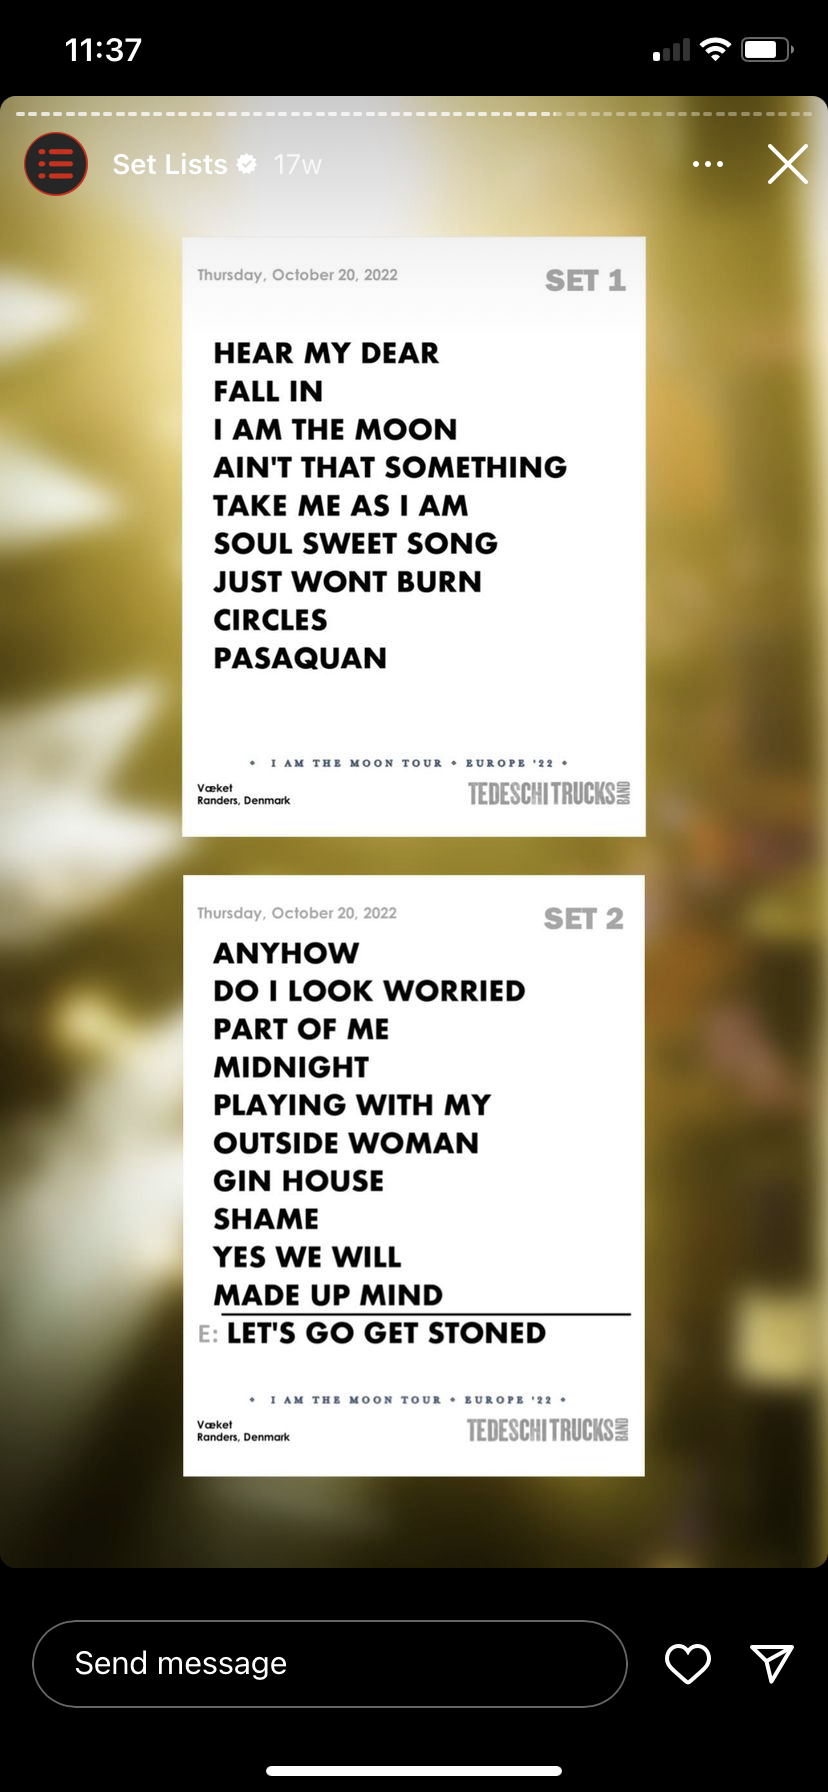 11:37
Set Lists 17w
Thursday, October 20, 2022 SET 1
HEAR MY DEAR
FALL IN
I AM THE MOON
AIN'T THAT SOMETHING
TAKE ME AS I AM
SOUL SWEET SONG
JUST WONT BURN
CIRCLES
PASAQUAN
• I AM THE MOON TOUR • EUROPE '22 •
Væket
Randers, Denmark
TEDESCHI TRUCKS BAND
Thursday, October 20, 2022 SET 2
ANYHOW
DO I LOOK WORRIED
PART OF ME
MIDNIGHT
PLAYING WITH MY
OUTSIDE WOMAN
GIN HOUSE
SHAME
YES WE WILL
MADE UP MIND
E: LET'S GO GET STONED
• I AM THE MOON TOUR • EUROPE '22 •
Væket
Randers, Denmark
TEDESCHI TRUCKS BAND
Send message